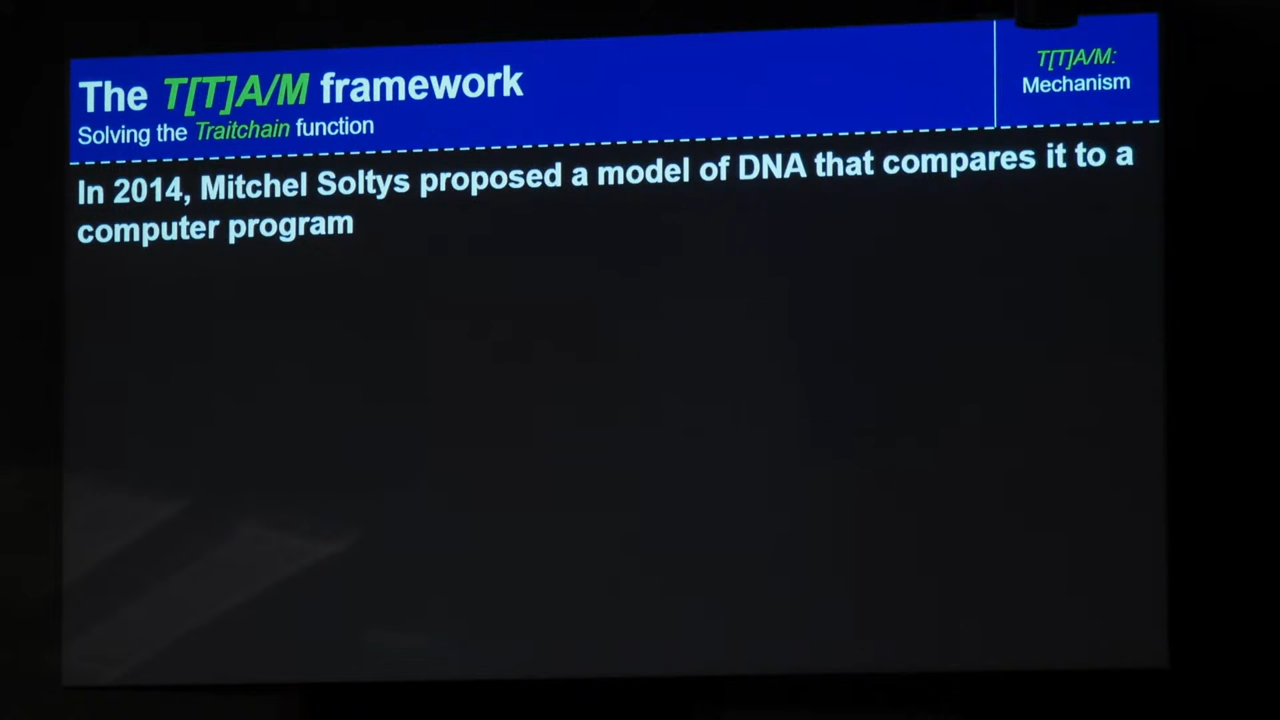 The T[T]A/M framework
Solving the Traitchain function
T[T]A/M:
Mechanism
In 2014, Mitchel Soltys proposed a model of DNA that compares it to a
computer program